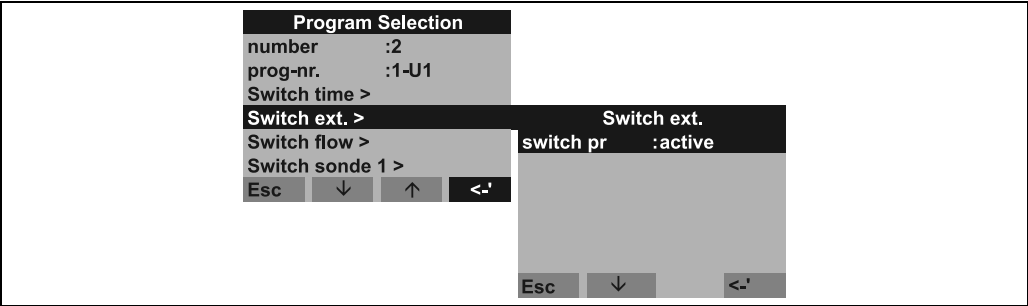 Program Selection
number :2
prog-nr. :1-U1
Switch time >
Switch ext. >
Switch flow >
Switch sonde 1 >
Esc ↓ ↑ <-'
Switch ext.
switch pr :active
Esc ↓ <-'